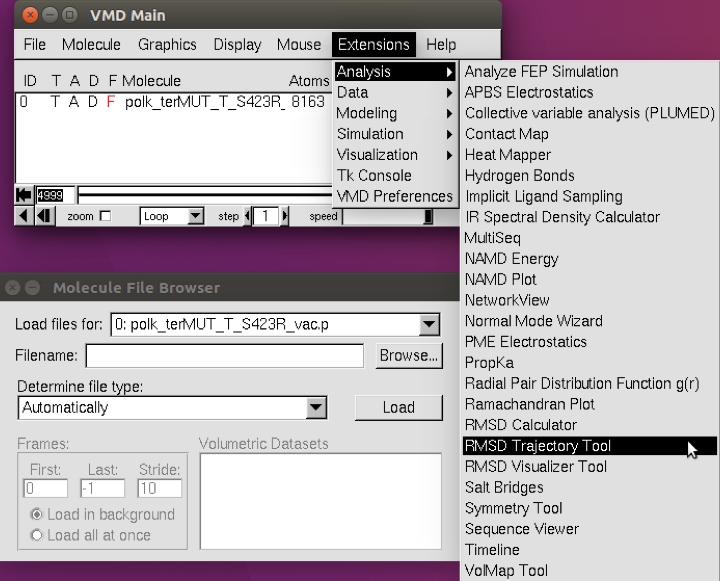 VMD Main
File Molecule Graphics Display Mouse Extensions Help
ID T A D F Molecule Atoms
0 T A D F polk_terMUT_T_S423R_ 8163
4999
zoom Loop step 1 speed
Analysis
Data
Modeling
Simulation
Visualization
Tk Console
VMD Preferences
Analyze FEP Simulation
APBS Electrostatics
Collective variable analysis (PLUMED)
Contact Map
Heat Mapper
Hydrogen Bonds
Implicit Ligand Sampling
IR Spectral Density Calculator
MultiSeq
NAMD Energy
NAMD Plot
NetworkView
Normal Mode Wizard
PME Electrostatics
PropKa
Radial Pair Distribution Function g(r)
Ramachandran Plot
RMSD Calculator
RMSD Trajectory Tool
RMSD Visualizer Tool
Salt Bridges
Symmetry Tool
Sequence Viewer
Timeline
VolMap Tool
Molecule File Browser
Load files for: 0: polk_terMUT_T_S423R_vac.p
Filename: Browse...
Determine file type:
Automatically Load
Frames: Volumetric Datasets
First: Last: Stride:
0 -1 10
Load in background
Load all at once